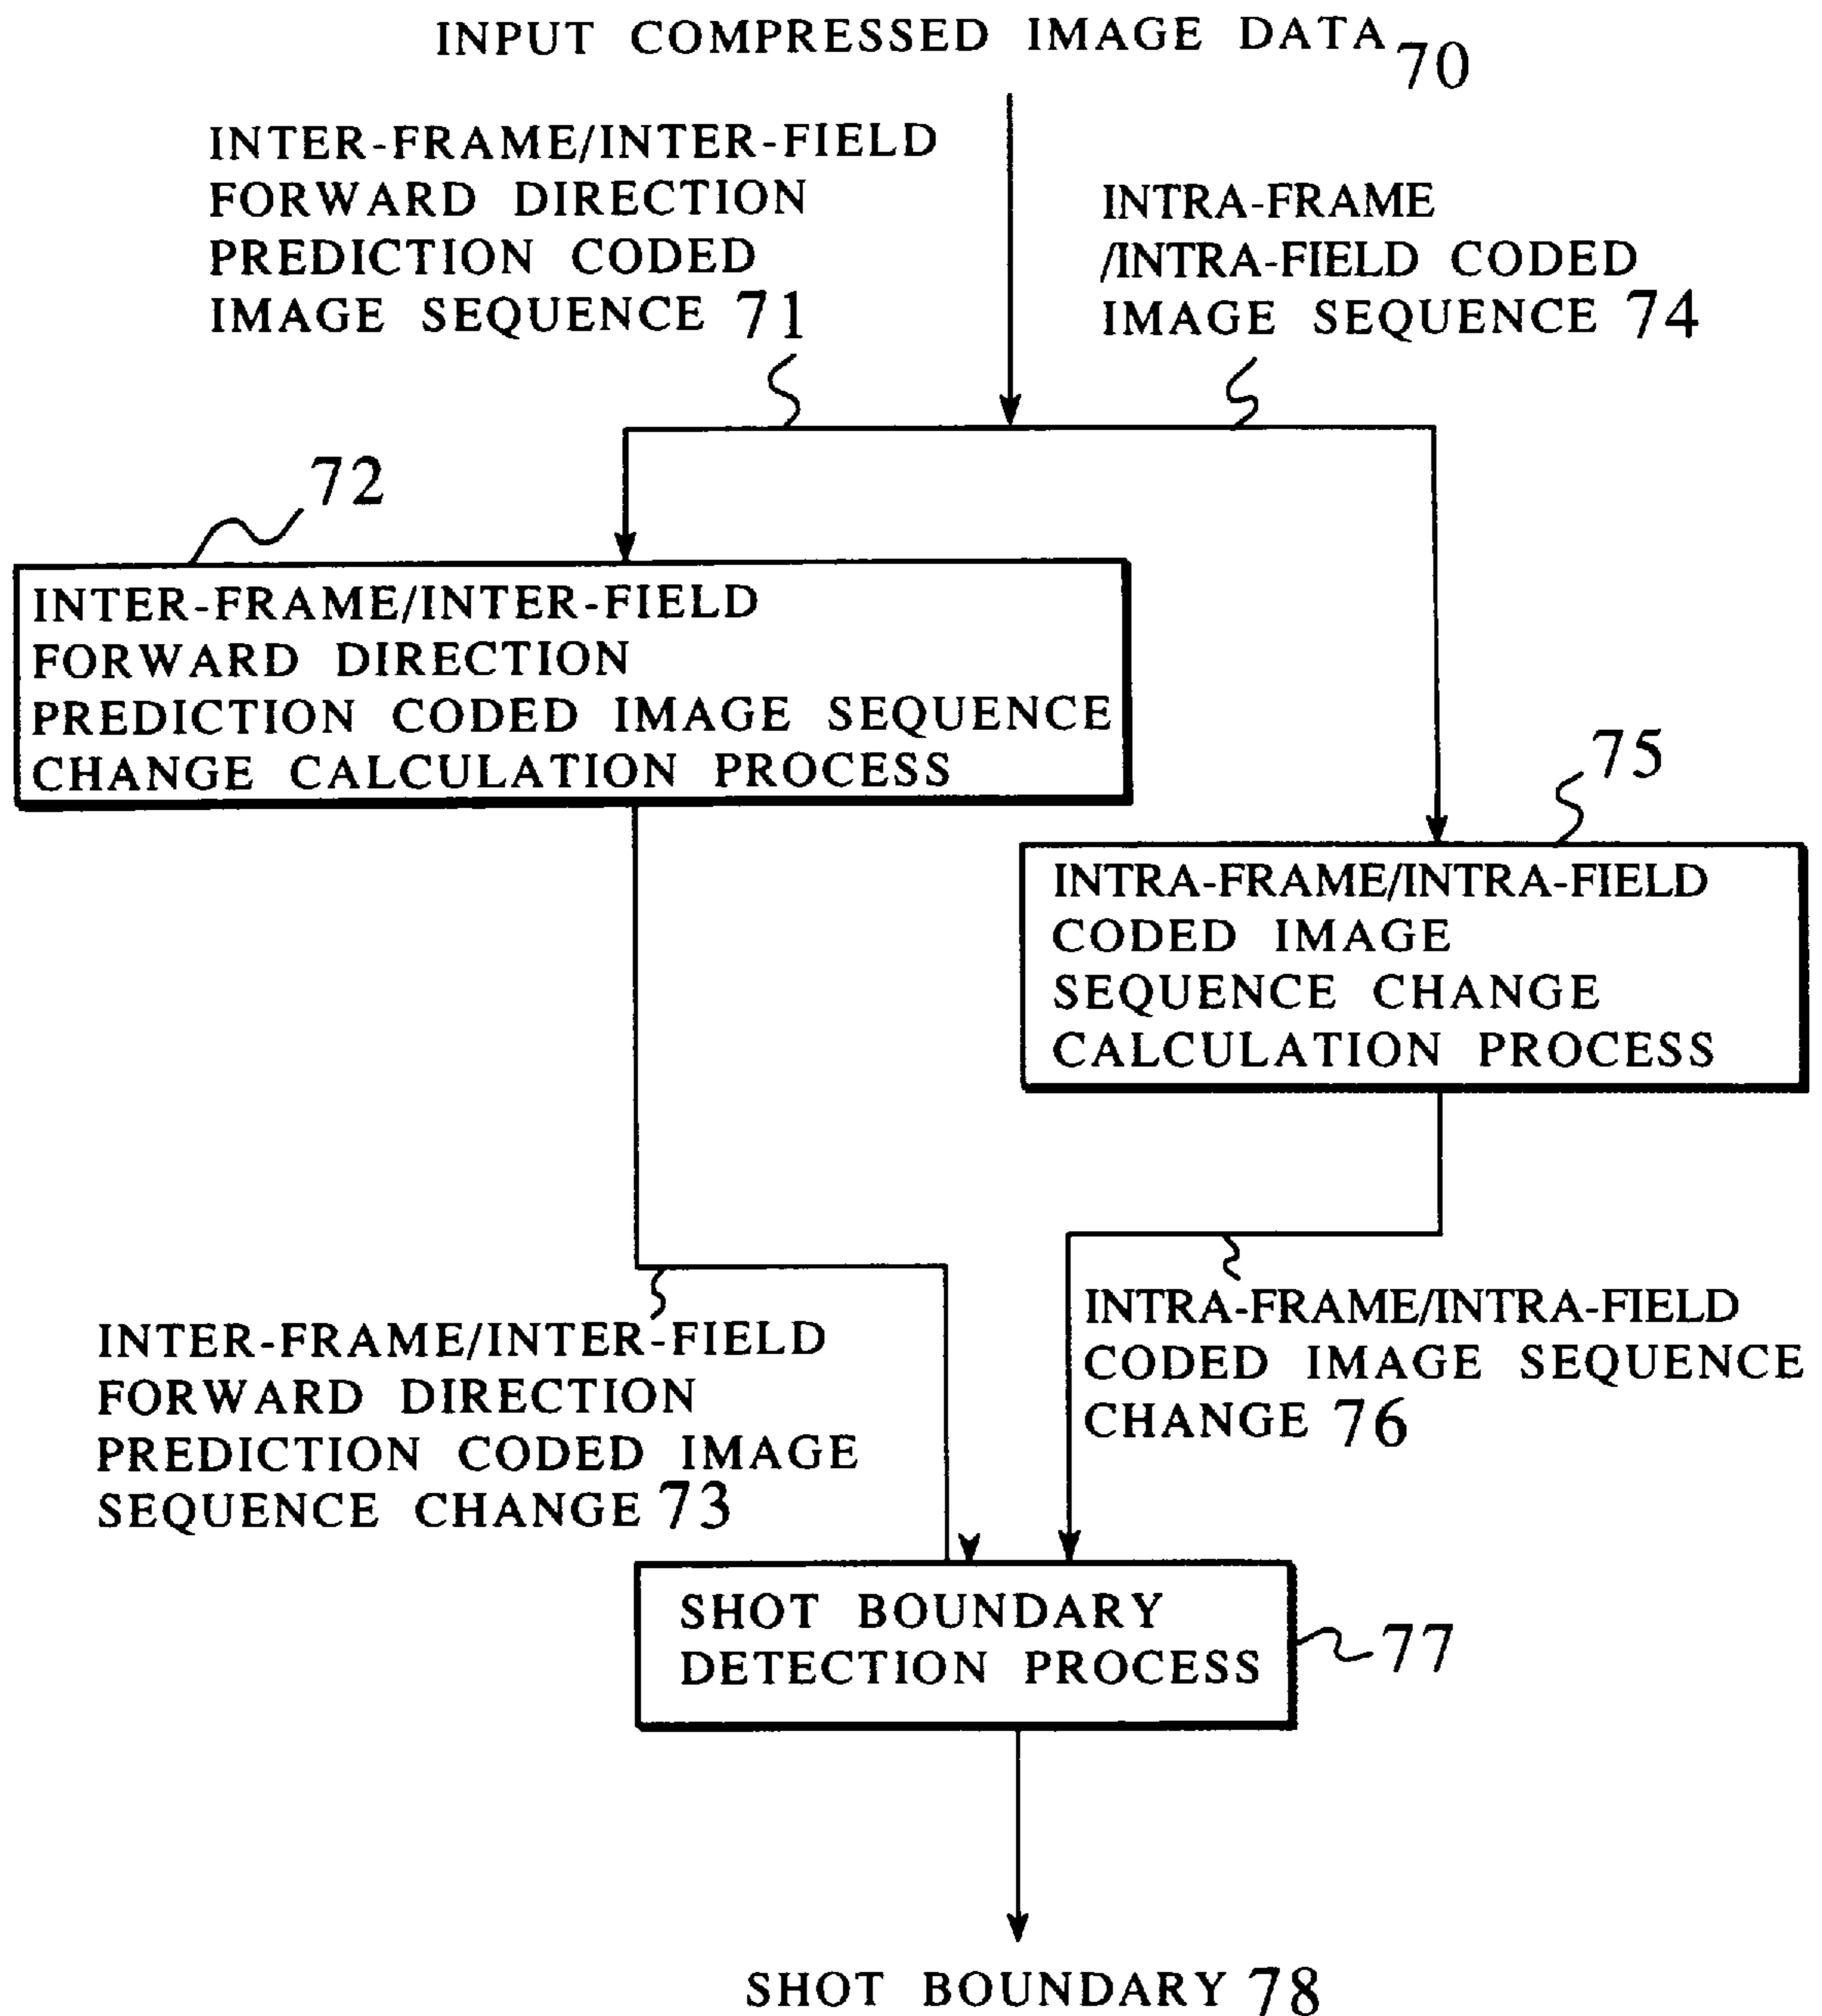 INPUT COMPRESSED IMAGE DATA 70
INTER-FRAME/INTER-FIELD
FORWARD DIRECTION
PREDICTION CODED
IMAGE SEQUENCE 71
INTRA-FRAME
/INTRA-FIELD CODED
IMAGE SEQUENCE 74
72
INTER-FRAME/INTER-FIELD
FORWARD DIRECTION
PREDICTION CODED IMAGE SEQUENCE
CHANGE CALCULATION PROCESS
75
INTRA-FRAME/INTRA-FIELD
CODED IMAGE
SEQUENCE CHANGE
CALCULATION PROCESS
INTER-FRAME/INTER-FIELD
FORWARD DIRECTION
PREDICTION CODED IMAGE
SEQUENCE CHANGE 73
INTRA-FRAME/INTRA-FIELD
CODED IMAGE SEQUENCE
CHANGE 76
SHOT BOUNDARY
DETECTION PROCESS
77
SHOT BOUNDARY 78